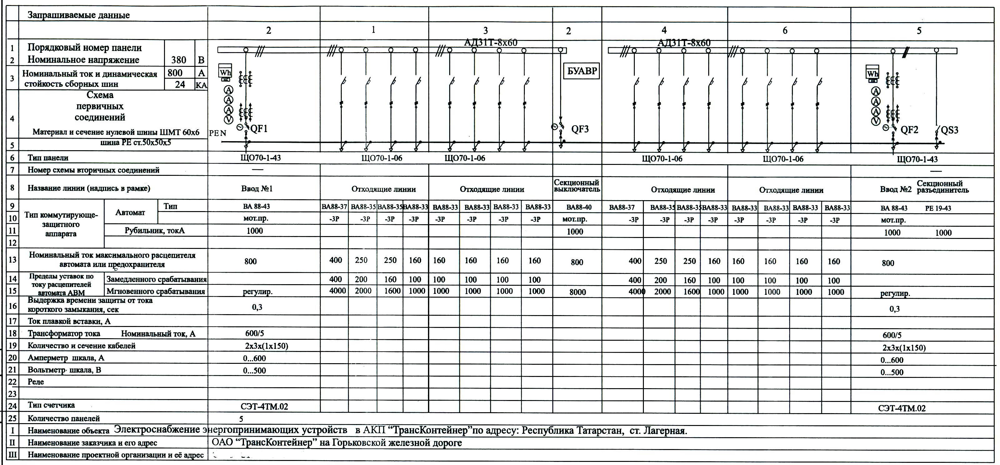 Запрашиваемые данные
2 1 3 2 4 6 5
АД31Т-8х60 АД31Т-8х60
1 Порядковый номер панели
2 Номинальное напряжение 380 В
3 Номинальный ток и динамическая стойкость сборных шин 800 А
24 КА
Wh
А
А
А
V
БУАВР
Wh
А
А
А
V
4 Схема
первичных
соединений
Материал и сечение нулевой шины ШМТ 60х6
PEN
QF1 QF3 QF2 QS3
5 шина РЕ ст.50х50х5
6 Тип панели ЩО70-1-43 ЩО70-1-06 ЩО70-1-06 ЩО70-1-06 ЩО70-1-06 ЩО70-1-43
7 Номер схемы вторичных соединений — —
8 Название линии (надпись в рамке) Ввод №1 Отходящие линии Отходящие линии Секционный выключатель Отходящие линии Отходящие линии Ввод №2 Секционный разъединитель
Тип коммутирующе-
защитного
аппарата
Автомат
9 Тип ВА 88-43 ВА88-37 ВА88-35 ВА88-35 ВА88-33 ВА88-33 ВА88-33 ВА88-33 ВА88-33 ВА88-40 ВА88-37 ВА88-35 ВА88-35 ВА88-33 ВА88-33 ВА88-33 ВА88-33 ВА88-33 ВА 88-43 РЕ 19-43
10 мот.пр. -3Р -3Р -3Р -3Р -3Р -3Р -3Р -3Р мот.пр. -3Р -3Р -3Р -3Р -3Р -3Р -3Р -3Р мот.пр.
11 Рубильник, токА 1000 1000 1000 1000
12
13 Номинальный ток максимального расцепителя
автомата или предохранителя 800 400 250 250 160 160 160 160 160 800 400 250 250 160 160 160 160 160 800
Пределы уставок по
току расцепителей
автомата АВМ
14 Замедленного срабатывания 400 200 160 100 100 100 100 100 400 200 160 100 100 100 100 100
15 Мгновенного срабатывания регулир. 4000 2000 1600 1000 1000 1000 1000 1000 8000 4000 2000 1600 1000 1000 1000 1000 1000 регулир.
16 Выдержка времени защиты от тока
короткого замыкания, сек 0,3 0,3
17 Ток плавкой вставки, А
18 Трансформатор тока Номинальный ток, А 600/5 600/5
19 Количество и сечение кабелей 2х3х(1х150) 2х3х(1х150)
20 Амперметр шкала, А 0...600 0...600
21 Вольтметр шкала, В 0...500 0...500
22 Реле
23
24 Тип счетчика СЭТ-4ТМ.02 СЭТ-4ТМ.02
25 Количество панелей 5
I Наименование объекта Электроснабжение энергопринимающих устройств в АКП “ТрансКонтейнер”по адресу: Республика Татарстан, ст. Лагерная.
II Наименование заказчика и его адрес ОАО “ТрансКонтейнер” на Горьковской железной дороге
III Наименование проектной организации и её адрес